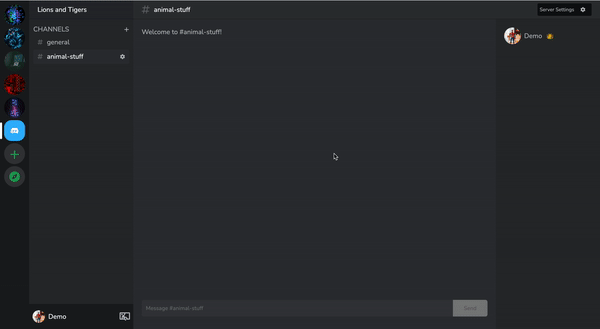 Lions and Tigers
# animal-stuff
Server Settings
CHANNELS +
# general
# animal-stuff
Welcome to #animal-stuff!
Demo
Message #animal-stuff
Send
Demo